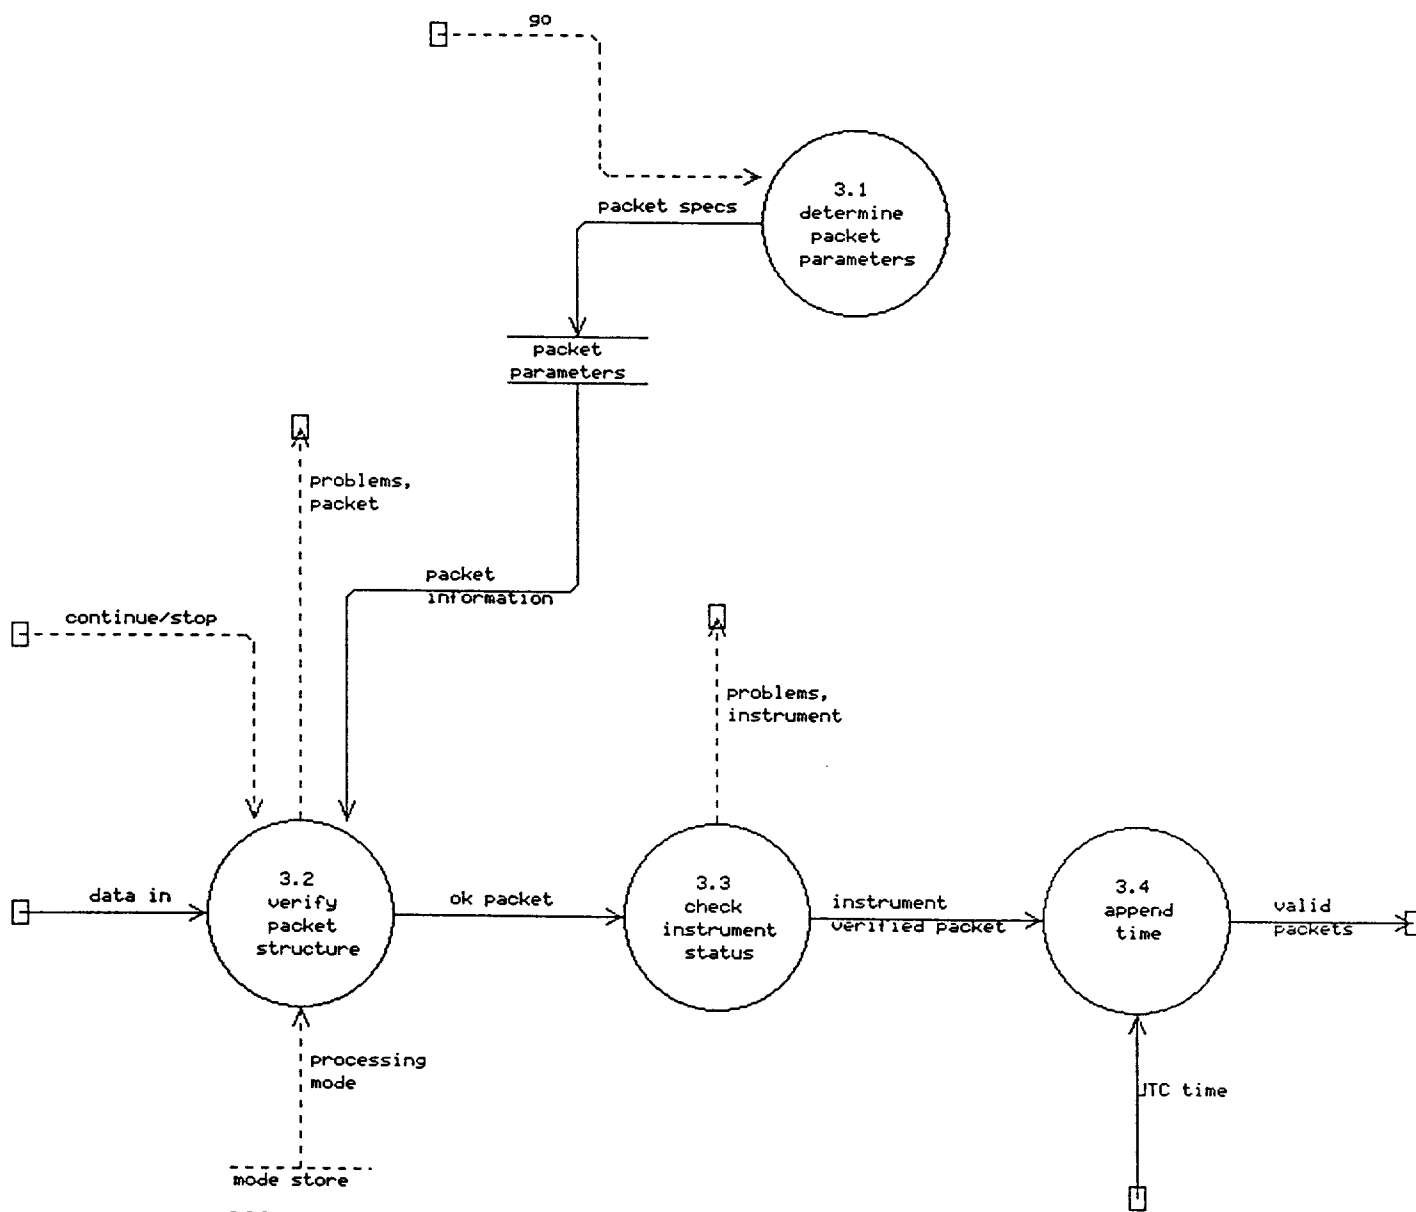 go
3.1
determine
packet
parameters
packet specs
packet
parameters
problems,
packet
packet
information
continue/stop
problems,
instrument
data in
3.2
verify
packet
structure
ok packet
3.3
check
instrument
status
instrument
verified packet
3.4
append
time
valid
packets
processing
mode
UTC time
mode store